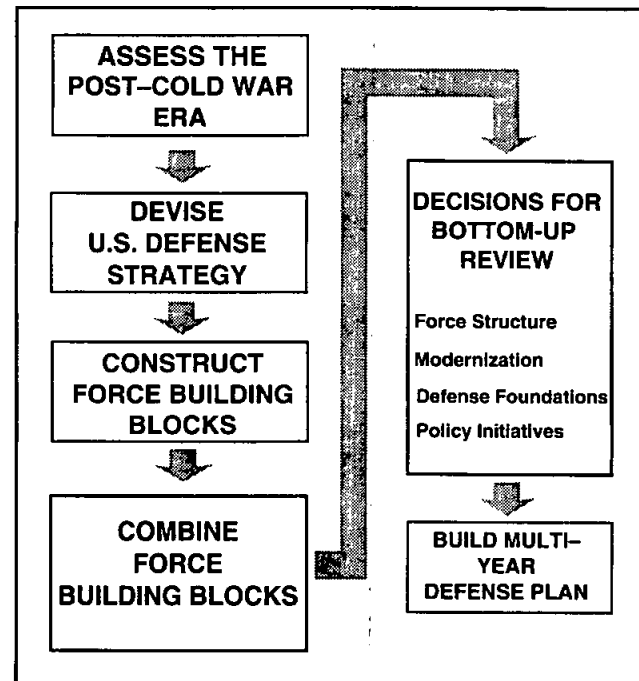 ASSESS THE
POST–COLD WAR
ERA
DEVISE
U.S. DEFENSE
STRATEGY
CONSTRUCT
FORCE BUILDING
BLOCKS
COMBINE
FORCE
BUILDING BLOCKS
DECISIONS FOR
BOTTOM-UP
REVIEW
Force Structure
Modernization
Defense Foundations
Policy Initiatives
BUILD MULTI–
YEAR
DEFENSE PLAN